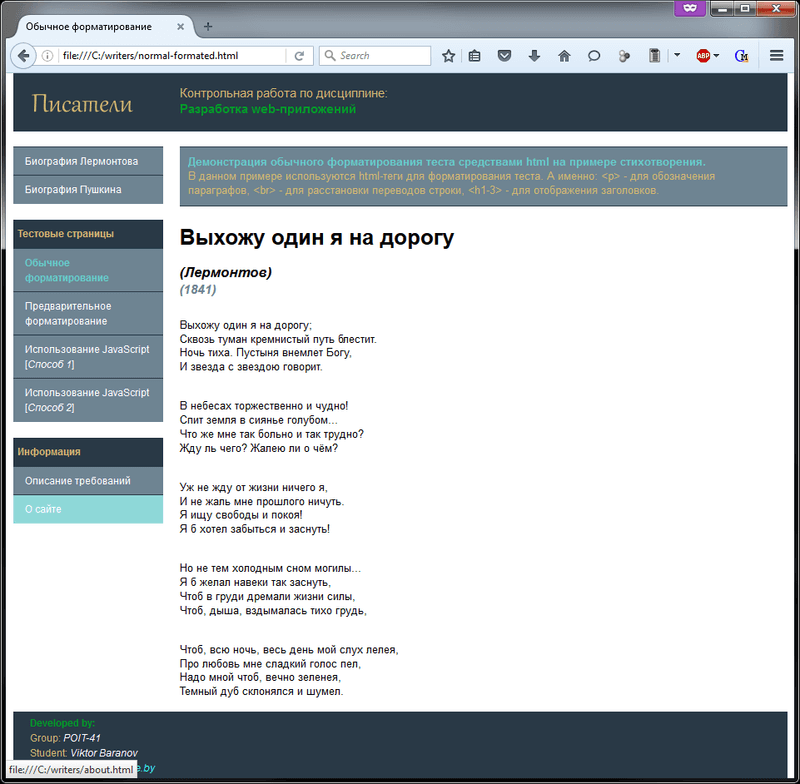 Обычное форматирование
file:///C:/writers/normal-formated.html
Search
ABP
Писатели
Контрольная работа по дисциплине:
Разработка web-приложений
Биография Лермонтова
Биография Пушкина
Тестовые страницы
Обычное
форматирование
Предварительное
форматирование
Использование JavaScript
[Способ 1]
Использование JavaScript
[Способ 2]
Информация
Описание требований
О сайте
Демонстрация обычного форматирования теста средствами html на примере стихотворения.
В данном примере используются html-теги для форматирования теста. А именно: <p> - для обозначения
параграфов, <br> - для расстановки переводов строки, <h1-3> - для отображения заголовков.
Выхожу один я на дорогу
(Лермонтов)
(1841)
Выхожу один я на дорогу;
Сквозь туман кремнистый путь блестит.
Ночь тиха. Пустыня внемлет Богу,
И звезда с звездою говорит.
В небесах торжественно и чудно!
Спит земля в сиянье голубом...
Что же мне так больно и так трудно?
Жду ль чего? Жалею ли о чём?
Уж не жду от жизни ничего я,
И не жаль мне прошлого ничуть.
Я ищу свободы и покоя!
Я б хотел забыться и заснуть!
Но не тем холодным сном могилы...
Я б желал навеки так заснуть,
Чтоб в груди дремали жизни силы,
Чтоб, дыша, вздымалась тихо грудь,
Чтоб, всю ночь, весь день мой слух лелея,
Про любовь мне сладкий голос пел,
Надо мной чтоб, вечно зеленея,
Темный дуб склонялся и шумел.
Developed by:
Group: POIT-41
Student: Viktor Baranov
file:///C:/writers/about.html